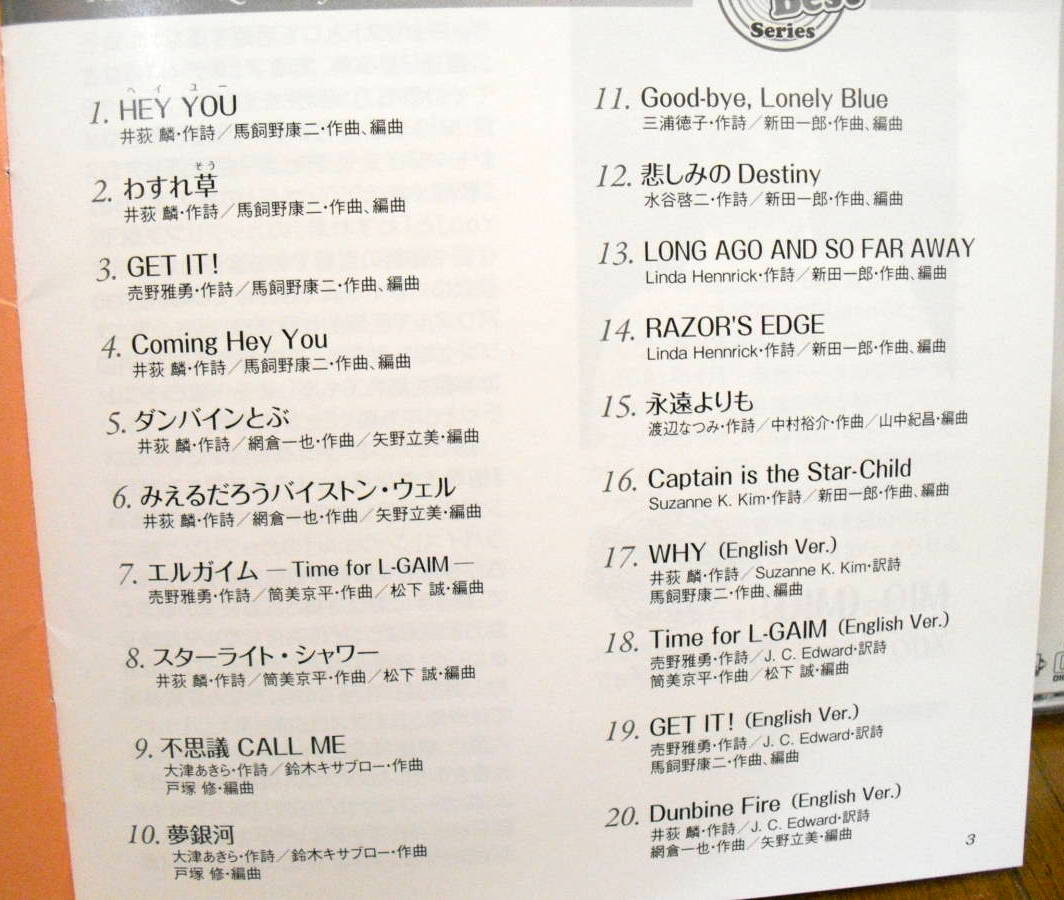 Best
Series
ヘイ ユー
1. HEY YOU
井荻 麟・作詩／馬飼野康二・作曲、編曲
そう
2. わすれ草
井荻 麟・作詩／馬飼野康二・作曲、編曲
3. GET IT!
売野雅勇・作詩／馬飼野康二・作曲、編曲
4. Coming Hey You
井荻 麟・作詩／馬飼野康二・作曲、編曲
5. ダンバインとぶ
井荻 麟・作詩／網倉一也・作曲／矢野立美・編曲
6. みえるだろうバイストン・ウェル
井荻 麟・作詩／網倉一也・作曲／矢野立美・編曲
7. エルガイム ─ Time for L-GAIM ─
売野雅勇・作詩／筒美京平・作曲／松下 誠・編曲
8. スターライト・シャワー
井荻 麟・作詩／筒美京平・作曲／松下 誠・編曲
9. 不思議 CALL ME
大津あきら・作詩／鈴木キサブロー・作曲
戸塚 修・編曲
10. 夢銀河
大津あきら・作詩／鈴木キサブロー・作曲
戸塚 修・編曲
11. Good-bye, Lonely Blue
三浦徳子・作詩／新田一郎・作曲、編曲
12. 悲しみの Destiny
水谷啓二・作詩／新田一郎・作曲、編曲
13. LONG AGO AND SO FAR AWAY
Linda Hennrick・作詩／新田一郎・作曲、編曲
14. RAZOR'S EDGE
Linda Hennrick・作詩／新田一郎・作曲、編曲
15. 永遠よりも
渡辺なつみ・作詩／中村裕介・作曲／山中紀昌・編曲
16. Captain is the Star-Child
Suzanne K. Kim・作詩／新田一郎・作曲、編曲
17. WHY (English Ver.)
井荻 麟・作詩／Suzanne K. Kim・訳詩
馬飼野康二・作曲、編曲
18. Time for L-GAIM (English Ver.)
売野雅勇・作詩／J. C. Edward・訳詩
筒美京平・作曲／松下 誠・編曲
19. GET IT! (English Ver.)
売野雅勇・作詩／J. C. Edward・訳詩
馬飼野康二・作曲、編曲
20. Dunbine Fire (English Ver.)
井荻 麟・作詩／J. C. Edward・訳詩
網倉一也・作曲／矢野立美・編曲
3